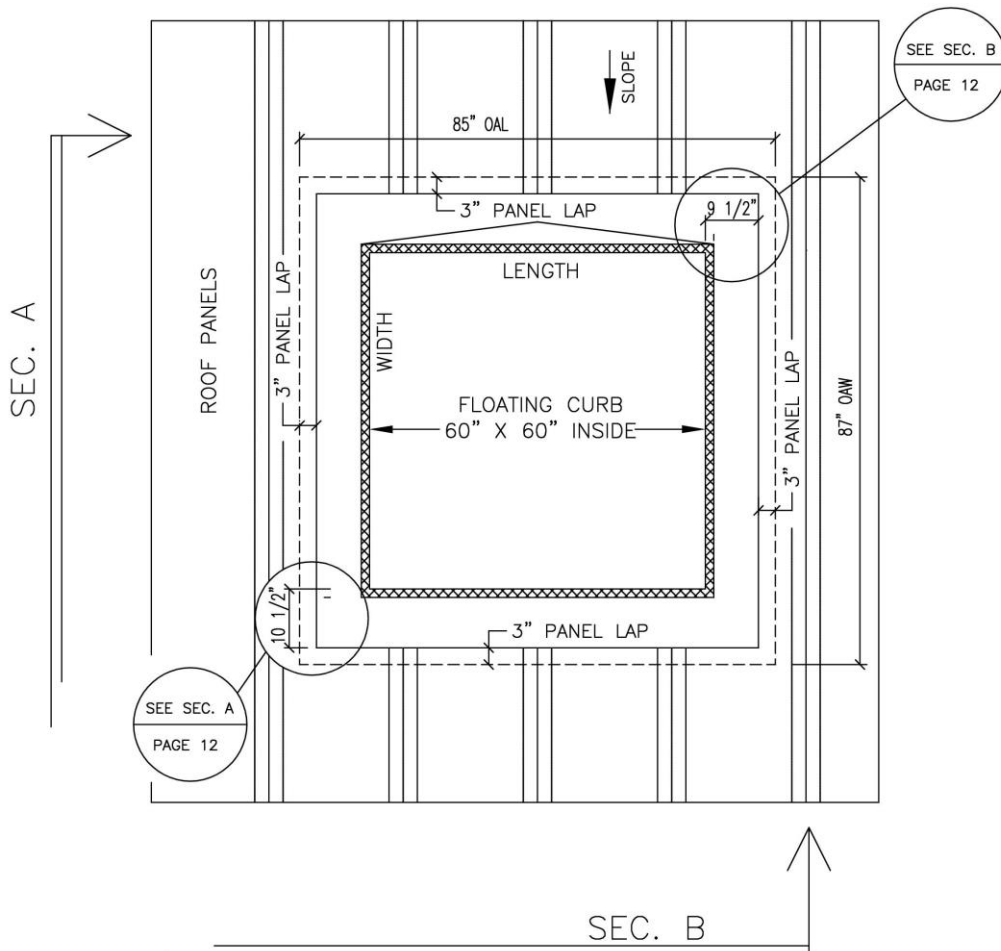 SEE SEC. B
PAGE 12
SLOPE
85” OAL
3” PANEL LAP
9 1/2”
LENGTH
WIDTH
ROOF PANELS
3” PANEL LAP
SEC. A
FLOATING CURB
60” X 60” INSIDE
3” PANEL LAP
87” OAW
10 1/2”
3” PANEL LAP
SEE SEC. A
PAGE 12
SEC. B